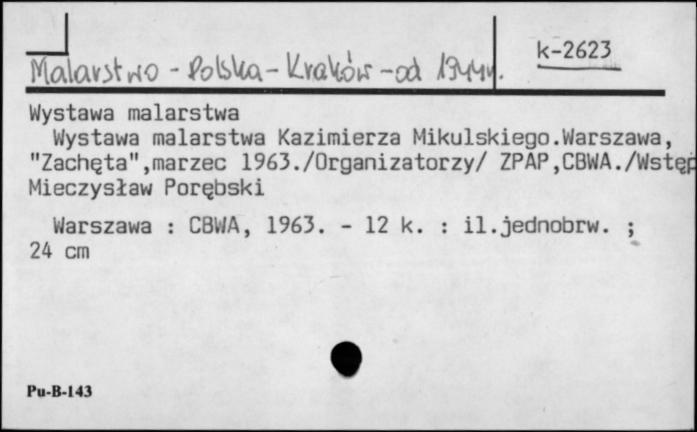 k-2623
Malarstwo - Polska - Kraków - od 1944r.
Wystawa malarstwa
Wystawa malarstwa Kazimierza Mikulskiego.Warszawa,
"Zachęta",marzec 1963./Organizatorzy/ ZPAP,CBWA./Wstęp
Mieczysław Porębski
Warszawa : CBWA, 1963. - 12 k. : il.jednobrw. ;
24 cm
Pu-B-143